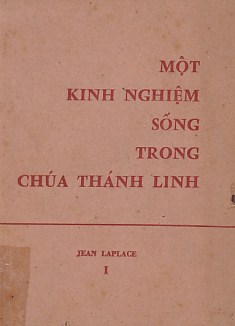 MỘT
KINH NGHIỆM
SỐNG
TRONG
CHÚA THÁNH LINH
JEAN LAPLACE
I